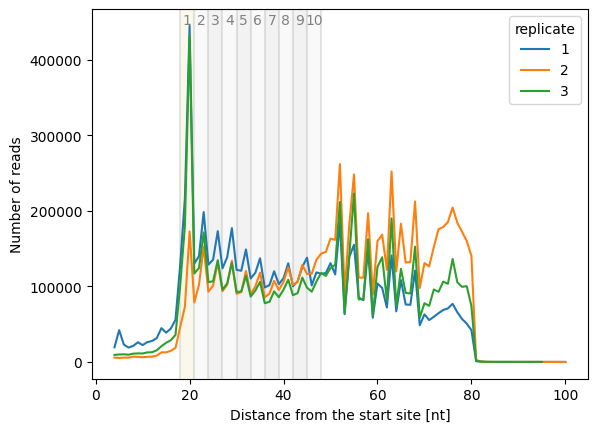 1 2 3 4 5 6 7 8 9 10
replicate
1
2
3
400000
300000
200000
100000
0
Number of reads
0 20 40 60 80 100
Distance from the start site [nt]